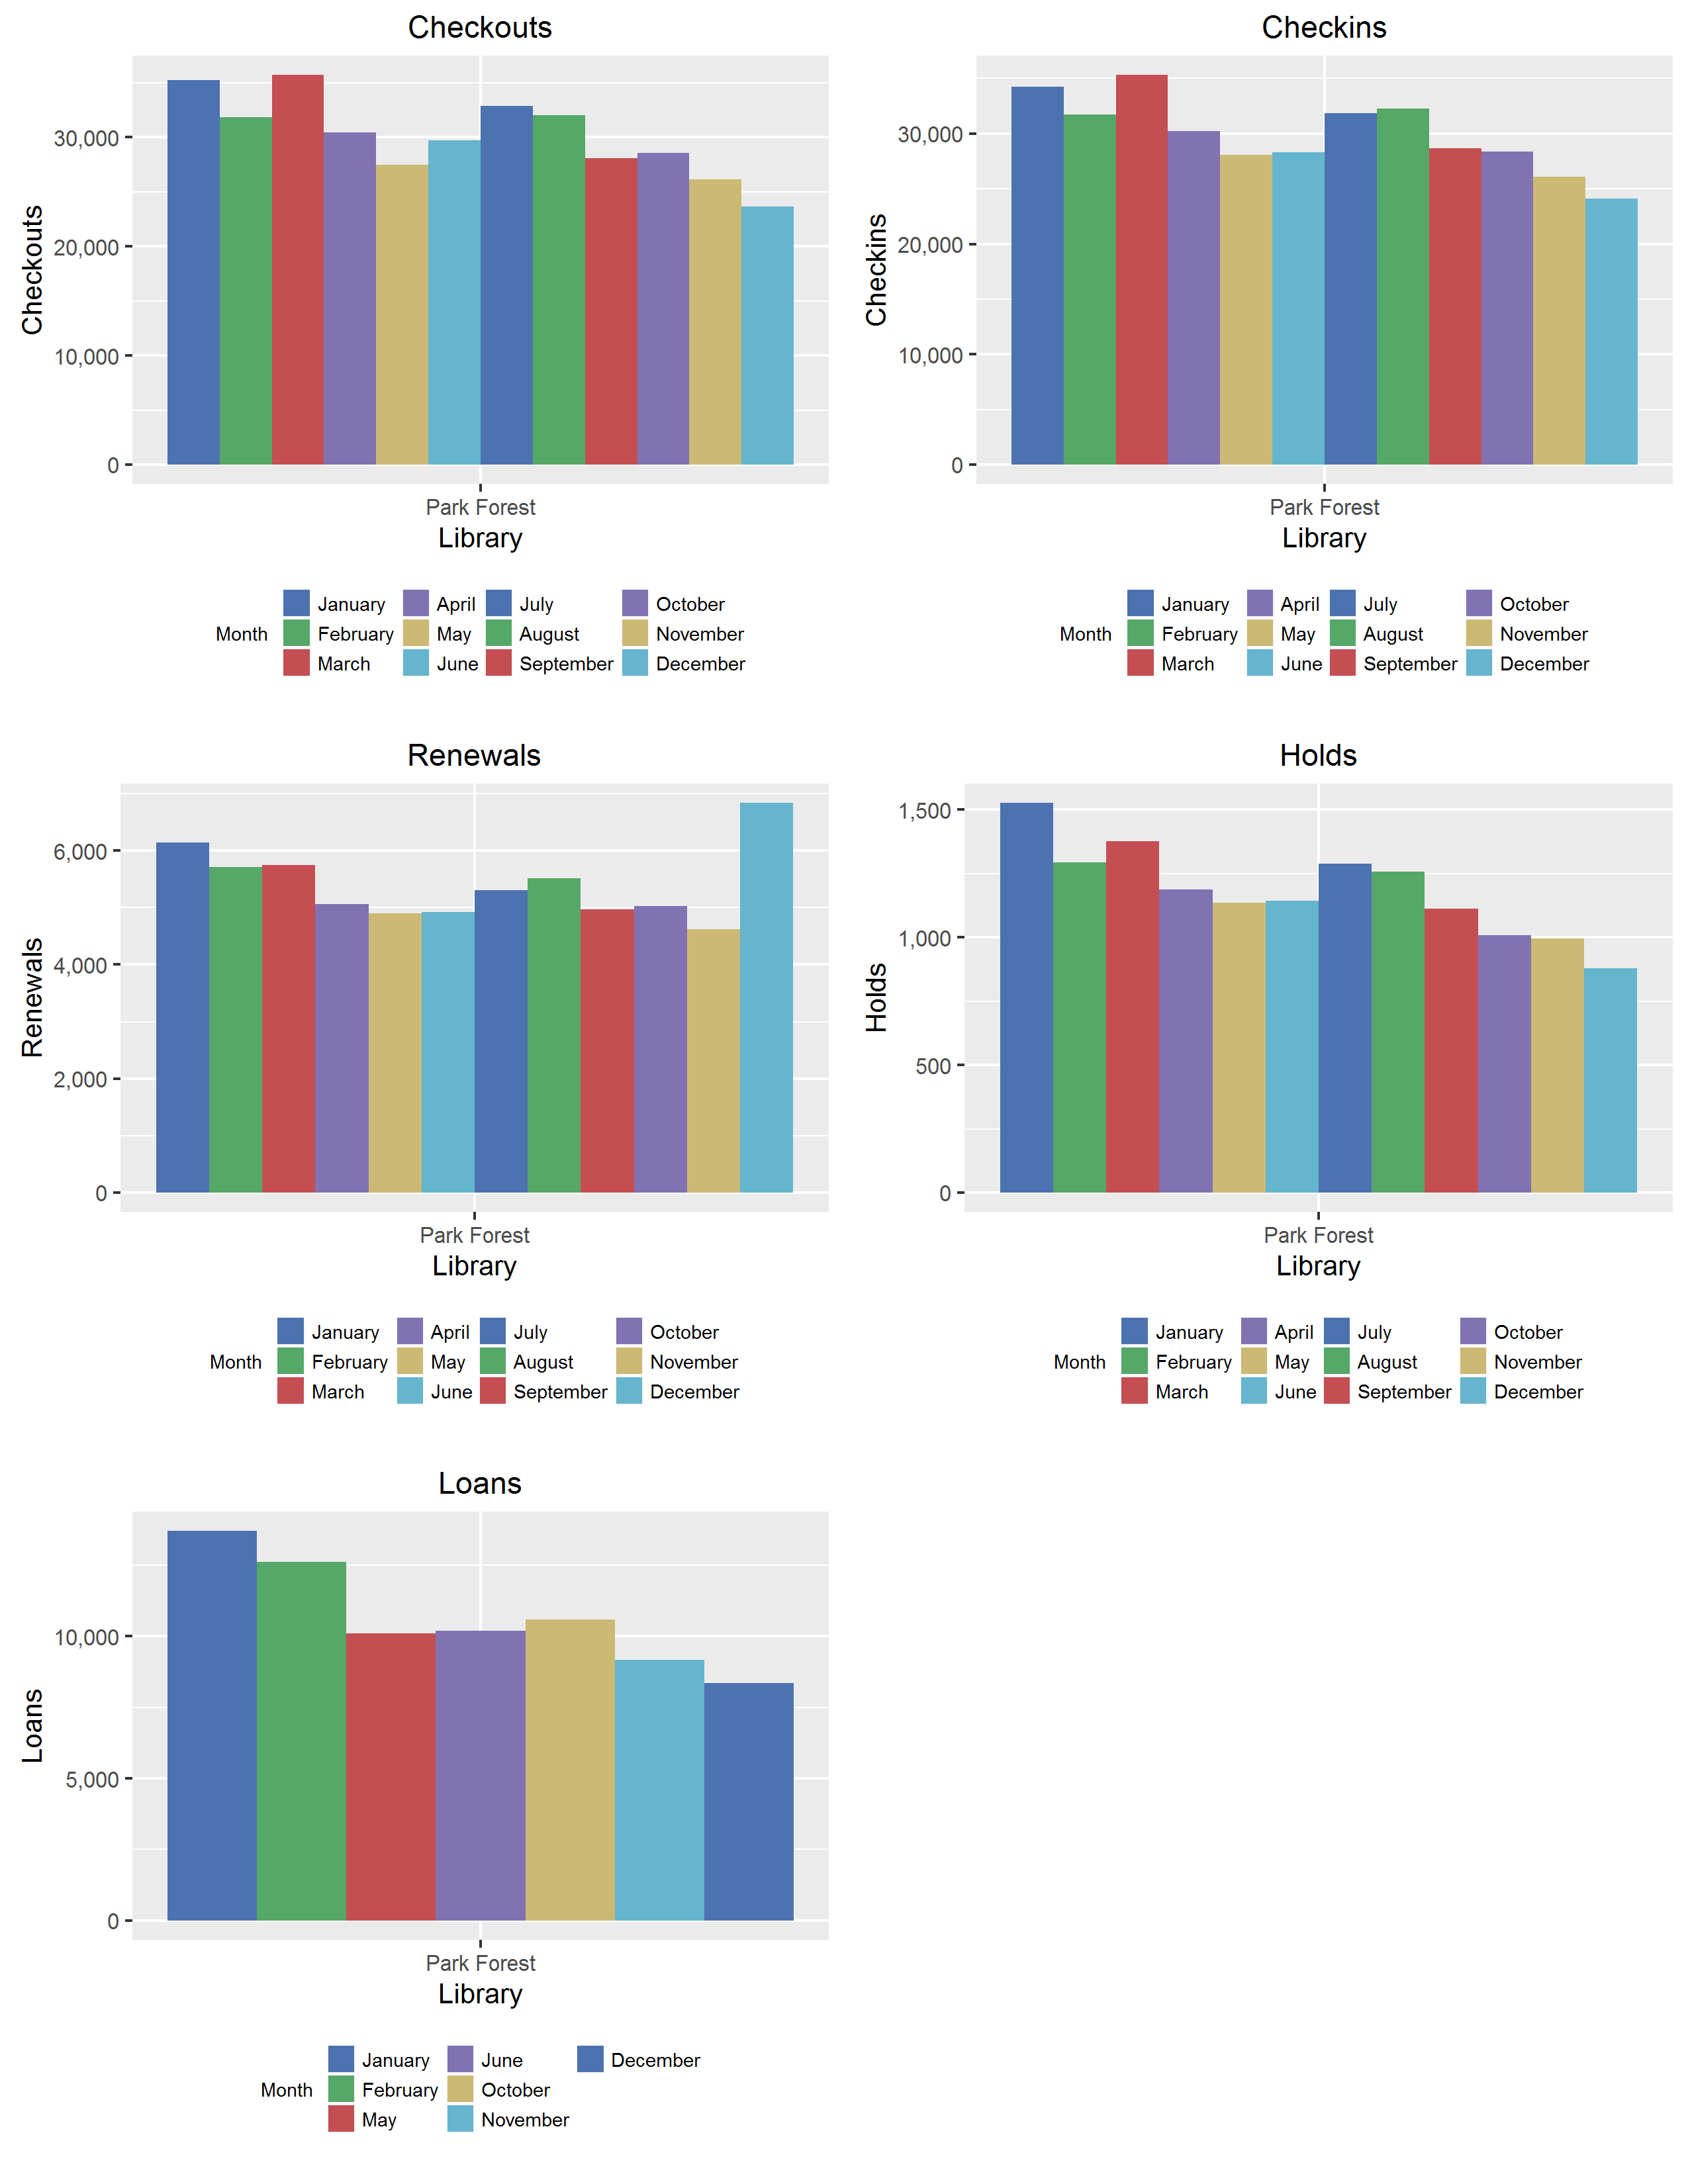 Checkouts
30,000
20,000
10,000
0
Checkouts
Park Forest
Library
Month
January April July October
February May August November
March June September December
Checkins
30,000
20,000
10,000
0
Checkins
Park Forest
Library
Month
January April July October
February May August November
March June September December
Renewals
6,000
4,000
2,000
0
Renewals
Park Forest
Library
Month
January April July October
February May August November
March June September December
Holds
1,500
1,000
500
0
Holds
Park Forest
Library
Month
January April July October
February May August November
March June September December
Loans
10,000
5,000
0
Loans
Park Forest
Library
Month
January June December
February October
May November